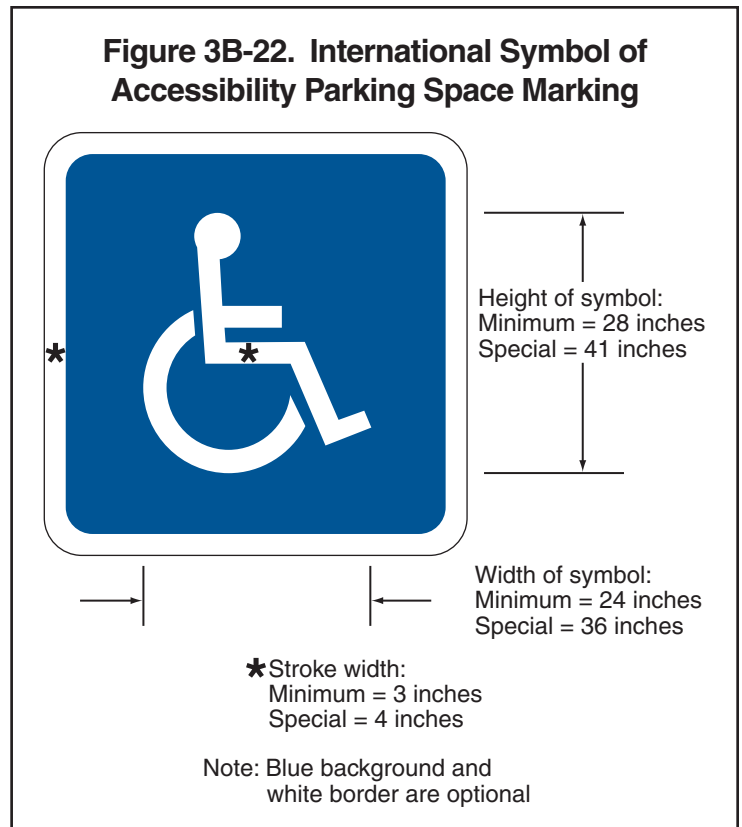 Figure 3B-22. International Symbol of
Accessibility Parking Space Marking
Height of symbol:
Minimum = 28 inches
Special = 41 inches
Width of symbol:
Minimum = 24 inches
Special = 36 inches
*Stroke width:
Minimum = 3 inches
Special = 4 inches
Note: Blue background and
white border are optional